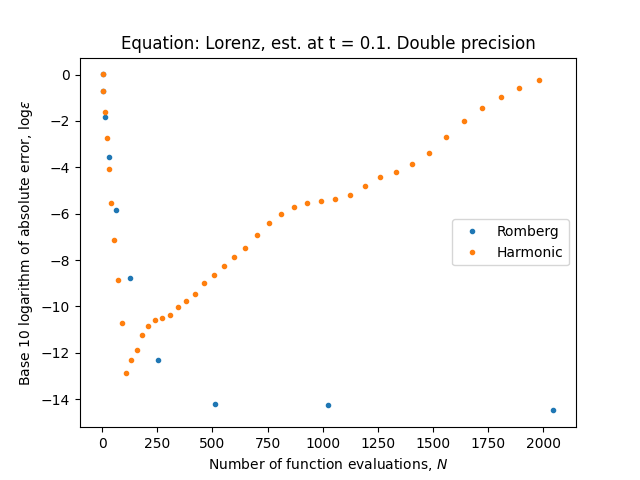 Equation: Lorenz, est. at t = 0.1. Double precision
Base 10 logarithm of absolute error, logε
0
−2
−4
−6
−8
−10
−12
−14
Romberg
Harmonic
0 250 500 750 1000 1250 1500 1750 2000
Number of function evaluations, N